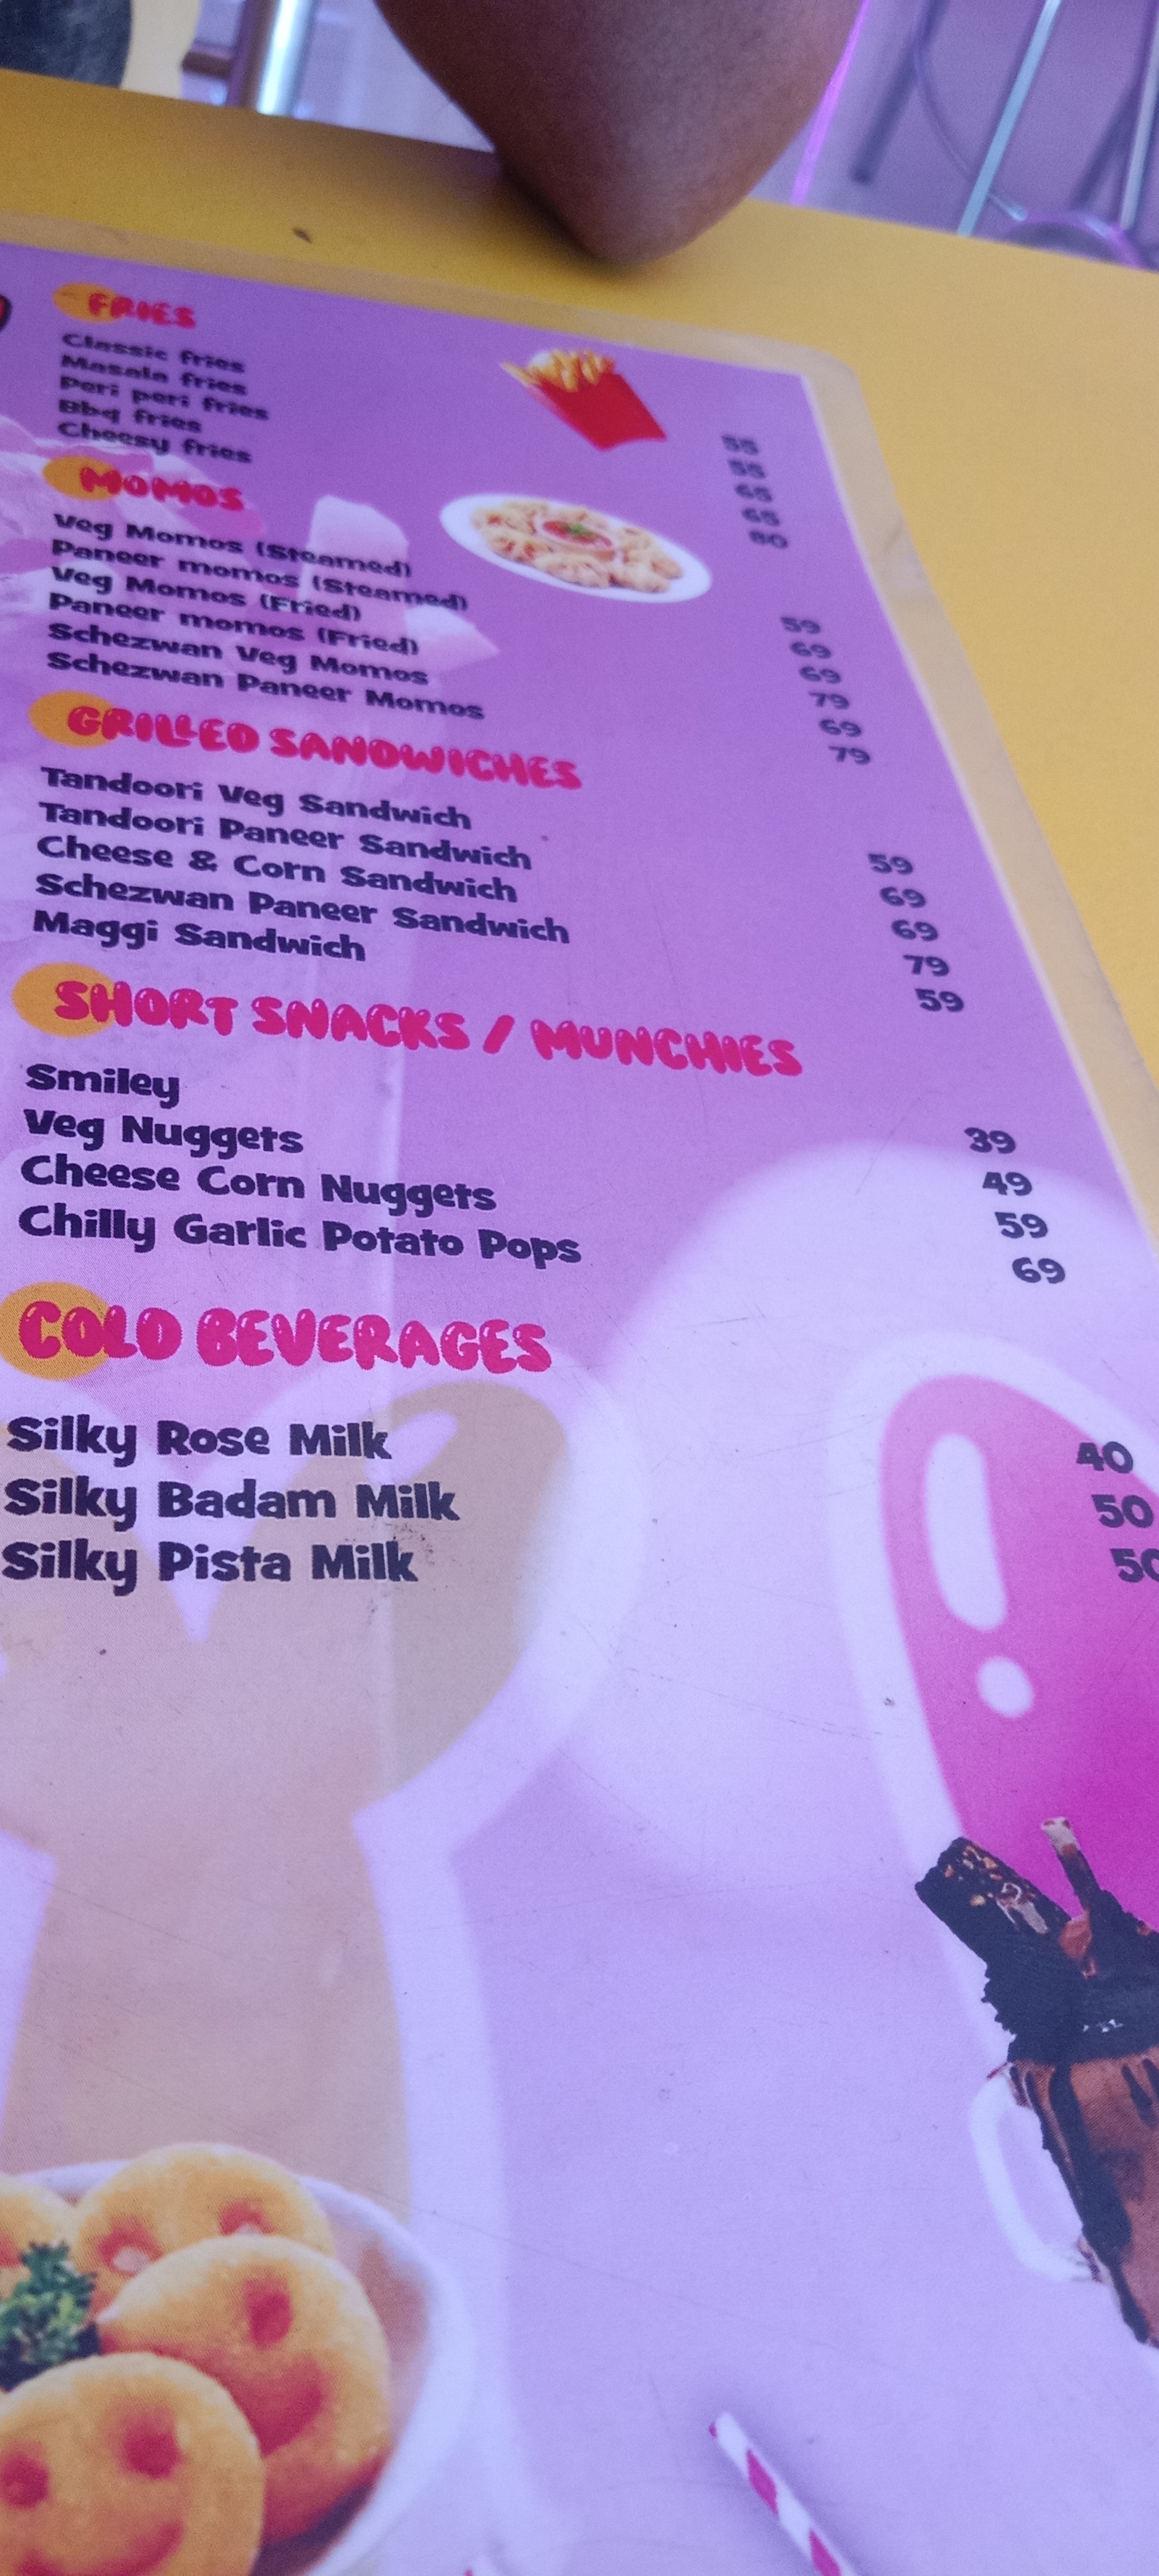 FRIES
Classic fries 55
Masala fries 55
Peri peri fries 65
Bbq fries 65
Cheesy fries 80
MOMOS
Veg Momos (Steamed) 59
Paneer momos (Steamed) 69
Veg Momos (Fried) 69
Paneer momos (Fried) 79
Schezwan Veg Momos 69
Schezwan Paneer Momos 79
GRILLED SANDWICHES
Tandoori Veg Sandwich 59
Tandoori Paneer Sandwich 69
Cheese & Corn Sandwich 69
Schezwan Paneer Sandwich 79
Maggi Sandwich 59
SHORT SNACKS / MUNCHIES
Smiley 39
Veg Nuggets 49
Cheese Corn Nuggets 59
Chilly Garlic Potato Pops 69
COLD BEVERAGES
Silky Rose Milk 40
Silky Badam Milk 50
Silky Pista Milk 50